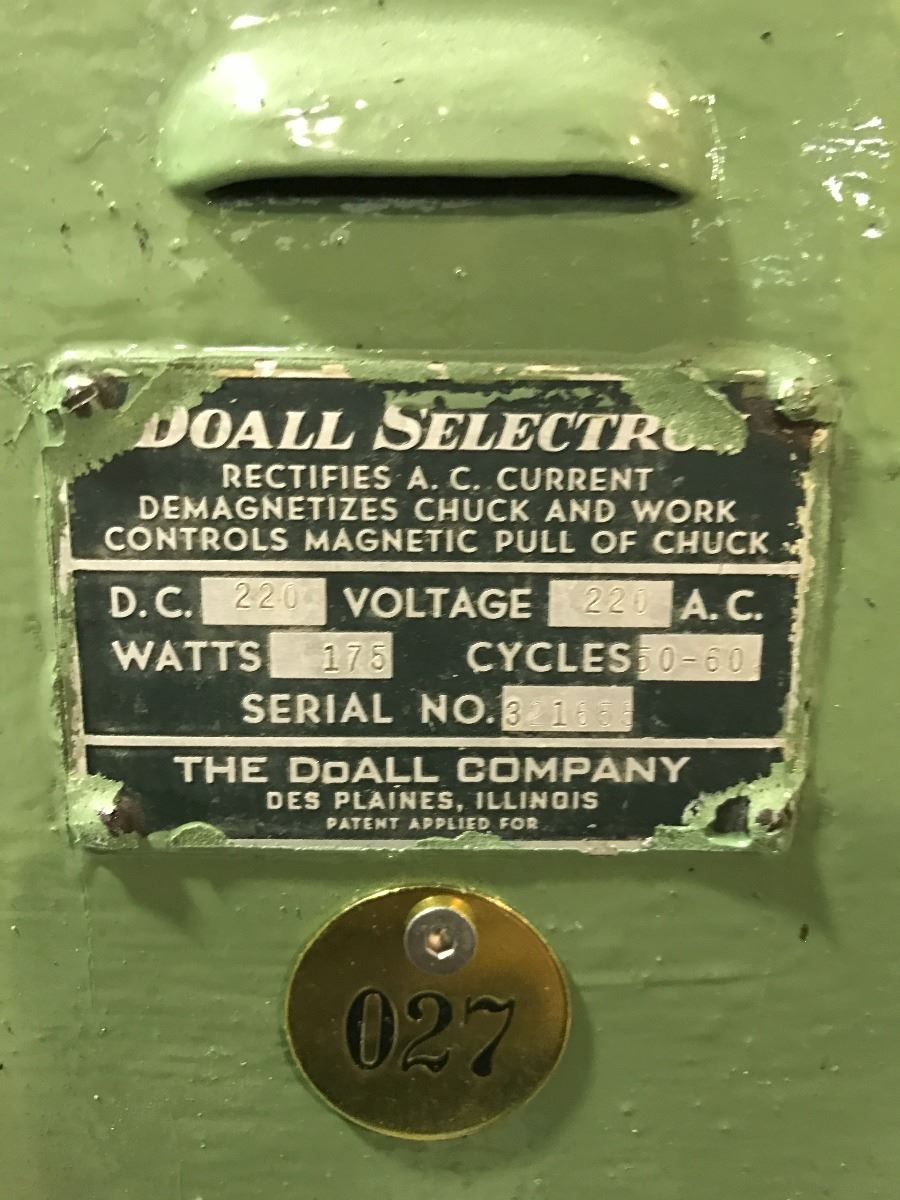 DOALL SELECTRON
RECTIFIES A. C. CURRENT
DEMAGNETIZES CHUCK AND WORK
CONTROLS MAGNETIC PULL OF CHUCK
D.C. 220 VOLTAGE 220 A.C.
WATTS 175 CYCLES 50-60
SERIAL NO.
THE DoALL COMPANY
DES PLAINES, ILLINOIS
PATENT APPLIED FOR
027